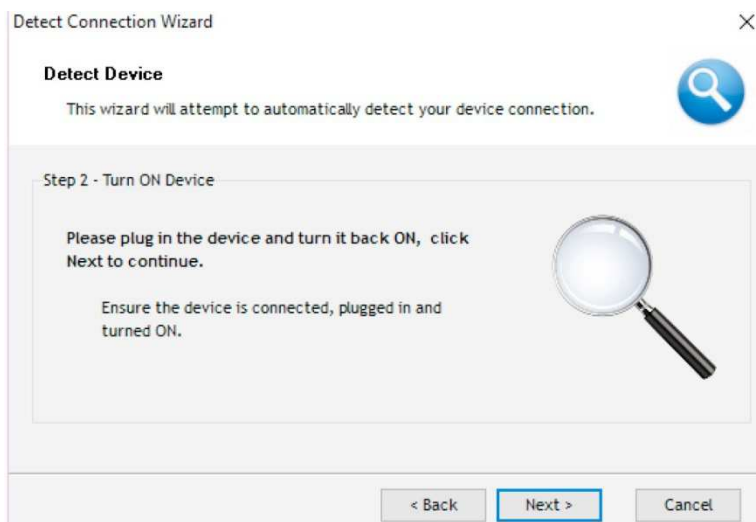 Detect Connection Wizard
Detect Device
This wizard will attempt to automatically detect your device connection.
Step 2 - Turn ON Device
Please plug in the device and turn it back ON, click
Next to continue.
Ensure the device is connected, plugged in and
turned ON.
< Back
Next >
Cancel